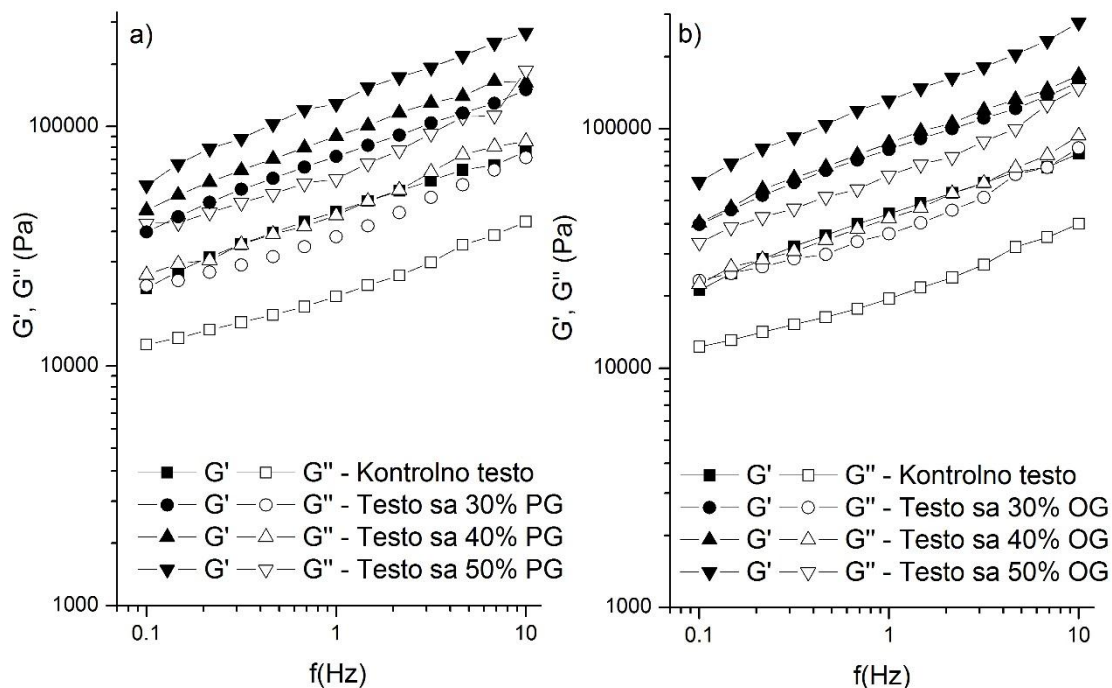 a)
G', G'' (Pa)
100000
10000
1000
0.1
1
10
f(Hz)
G' G'' - Kontrolno testo
G' G'' - Testo sa 30% PG
G' G'' - Testo sa 40% PG
G' G'' - Testo sa 50% PG
b)
G', G'' (Pa)
100000
10000
1000
0.1
1
10
f(Hz)
G' G'' - Kontrolno testo
G' G'' - Testo sa 30% OG
G' G'' - Testo sa 40% OG
G' G'' - Testo sa 50% OG